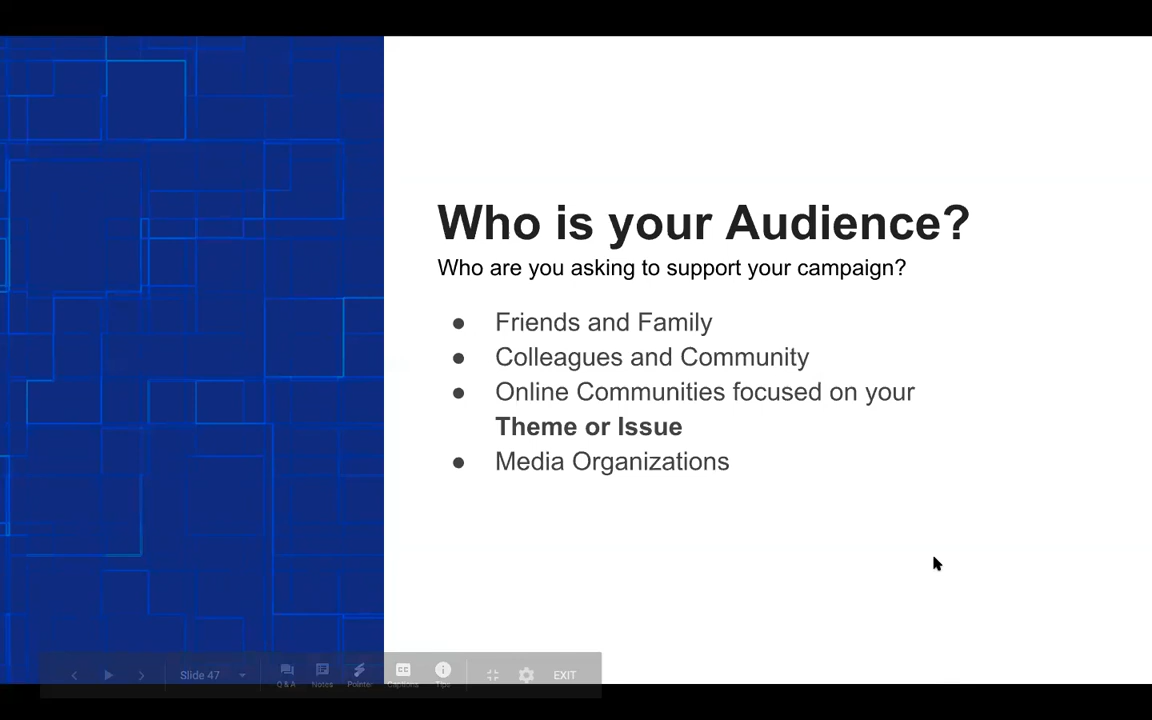 Who is your Audience?
Who are you asking to support your campaign?
● Friends and Family
● Colleagues and Community
● Online Communities focused on your
Theme or Issue
● Media Organizations
Slide 47
Q & A
Notes
Pointer
Captions
Tips
EXIT